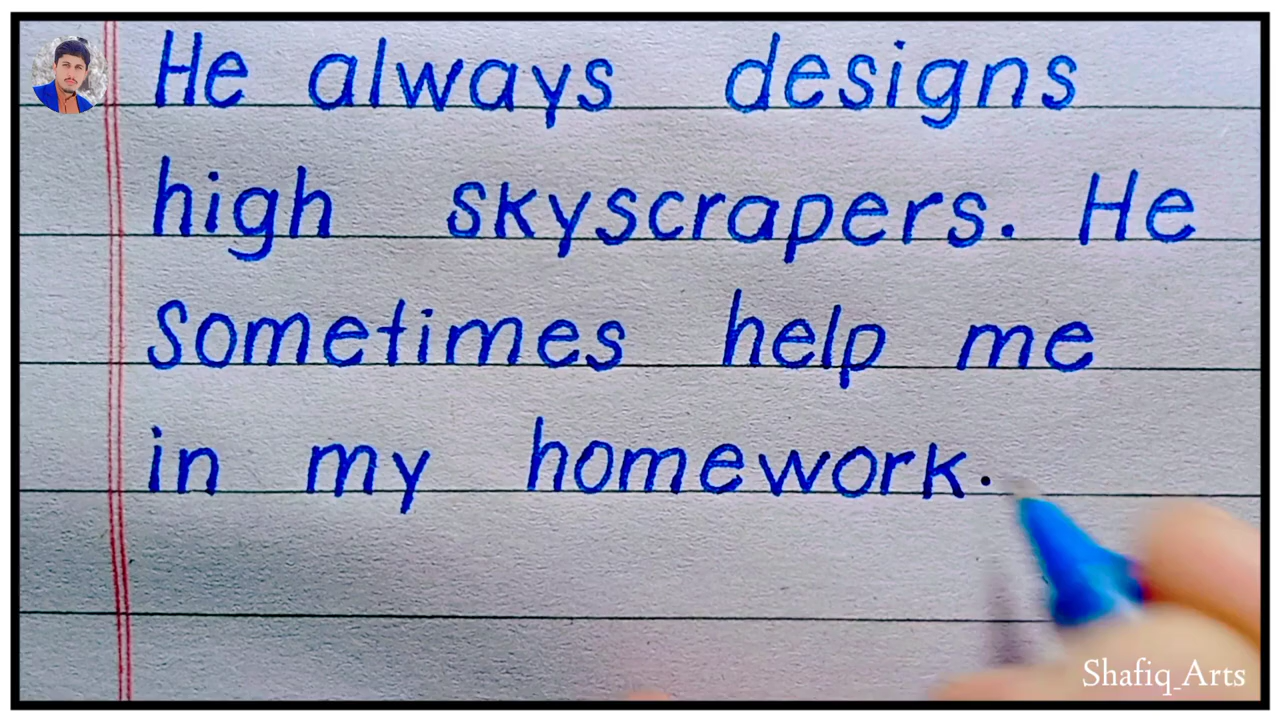 He always designs
high skyscrapers. He
sometimes help me
in my homework.
Shafiq_Arts